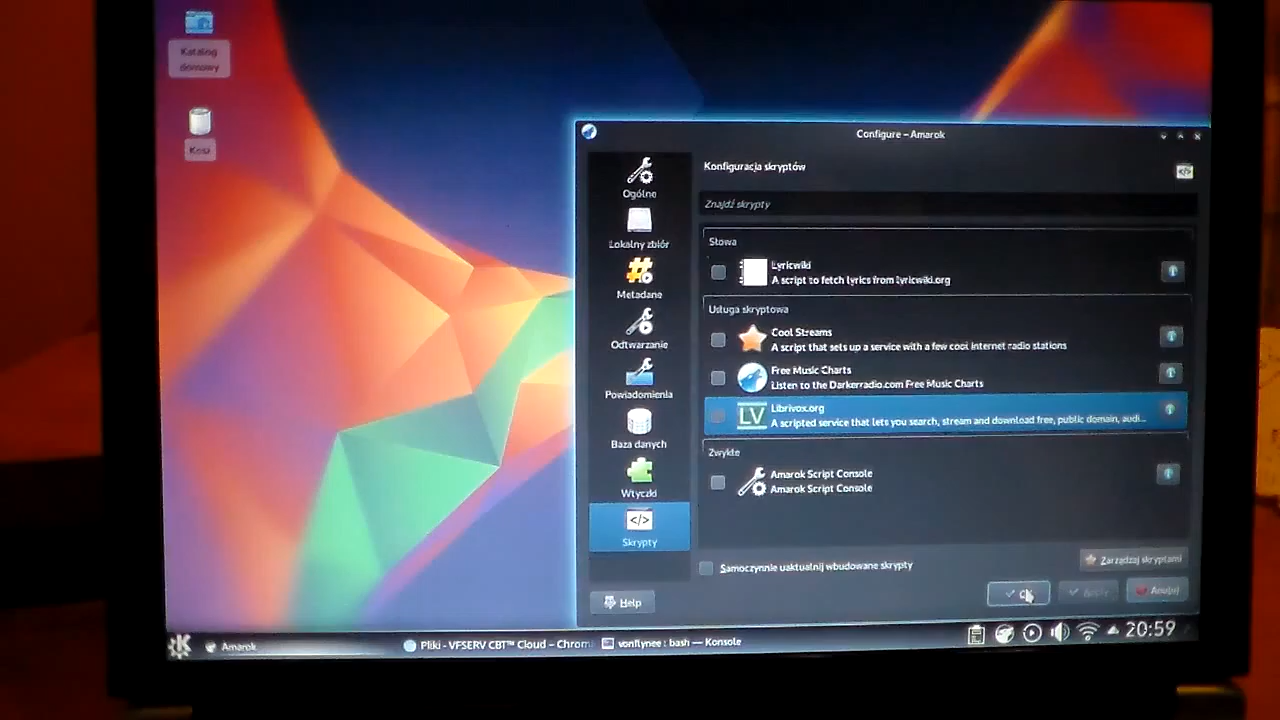 Katalog
domowy
Kosz
Configure – Amarok
Ogólne
Lokalny zbiór
Metadane
Odtwarzanie
Powiadomienia
Baza danych
Wtyczki
Skrypty
Konfiguracja skryptów
Znajdź skrypty
Słowa
Lyricwiki
A script to fetch lyrics from lyricwiki.org
Usługa skryptowa
Cool Streams
A script that sets up a service with a few cool internet radio stations
Free Music Charts
Listen to the Darkerradio.com Free Music Charts
LV
Librivox.org
A scripted service that lets you search, stream and download free, public domain, audi...
Zwykłe
Amarok Script Console
Amarok Script Console
Samoczynnie uaktualnij wbudowane skrypty
Zarządzaj skryptami
Help
OK
Apply
Anuluj
Amarok
Pliki - VFSERV CBT™ Cloud – Chrom
vonflynee : bash — Konsole
20:59